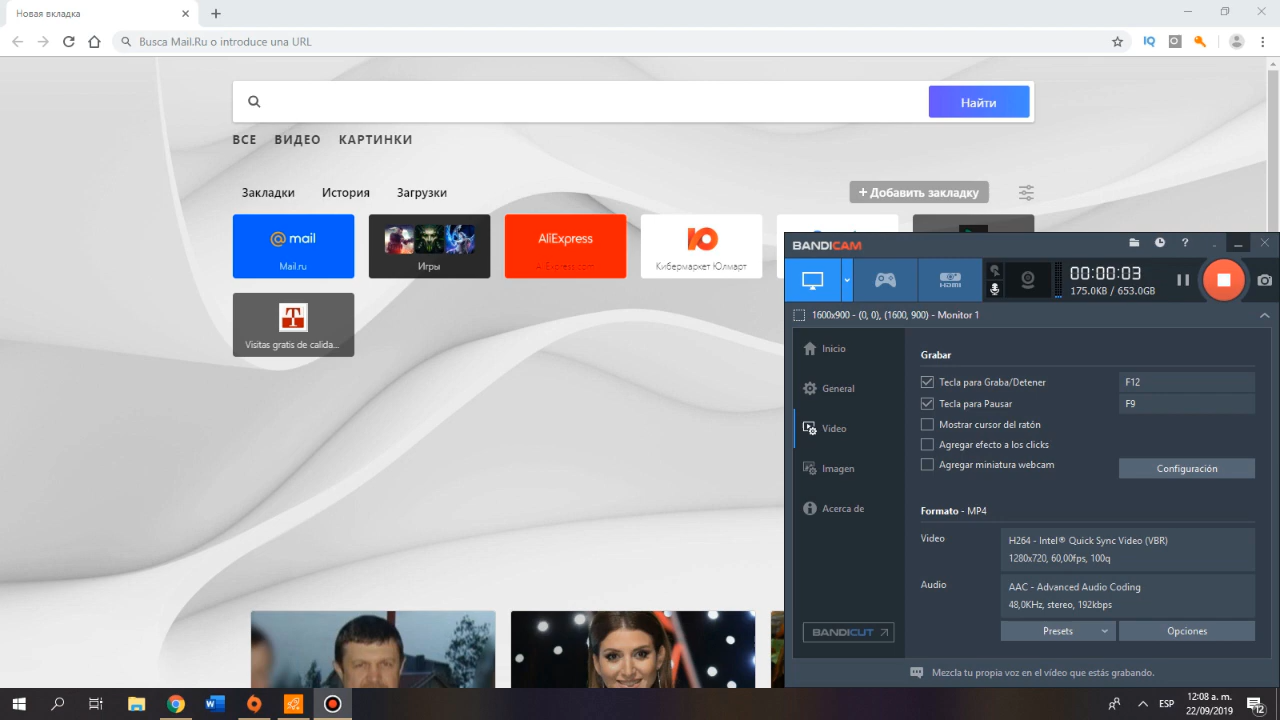 Новая вкладка
Busca Mail.Ru o introduce una URL
IQ
Найти
ВСЕ ВИДЕО КАРТИНКИ
Закладки История Загрузки
+ Добавить закладку
@mail
Mail.ru
Игры
AliExpress
Ю
Кибермаркет Юлмарт
T
Visitas gratis de calida...
BANDICAM
?
HDMI
00:00:03
175.0KB / 653.0GB
1600x900 - (0, 0), (1600, 900) - Monitor 1
Inicio
General
Video
Imagen
Acerca de
BANDICUT
Grabar
Tecla para Graba/Detener F12
Tecla para Pausar F9
Mostrar cursor del ratón
Agregar efecto a los clicks
Agregar miniatura webcam
Configuración
Formato - MP4
Video
H264 - Intel® Quick Sync Video (VBR)
1280x720, 60,00fps, 100q
Audio
AAC - Advanced Audio Coding
48,0KHz, stereo, 192kbps
Presets
Opciones
Mezcla tu propia voz en el vídeo que estás grabando.
ESP
12:08 a. m.
22/09/2019
12